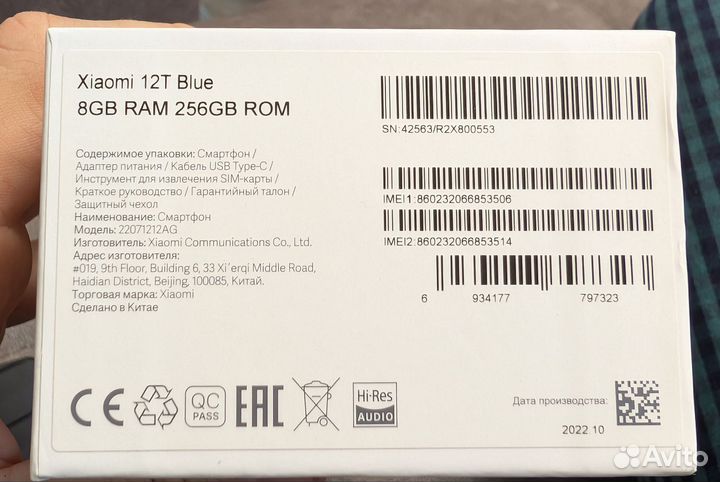 Xiaomi 12T Blue
8GB RAM 256GB ROM
SN:42563/R2X800553
Содержимое упаковки: Смартфон /
Адаптер питания / Кабель USB Type-C /
Инструмент для извлечения SIM-карты /
Краткое руководство / Гарантийный талон /
Защитный чехол
Наименование: Смартфон
Модель: 22071212AG
Изготовитель: Xiaomi Communications Co., Ltd.
Адрес изготовителя:
#019, 9th Floor, Building 6, 33 Xi'erqi Middle Road,
Haidian District, Beijing, 100085, Китай.
Торговая марка: Xiaomi
Сделано в Китае
IMEI1:860232066853506
IMEI2:860232066853514
6 934177 797323
CE
QC
PASS
EAC
Hi-Res
AUDIO
Дата производства:
2022 10
Avito